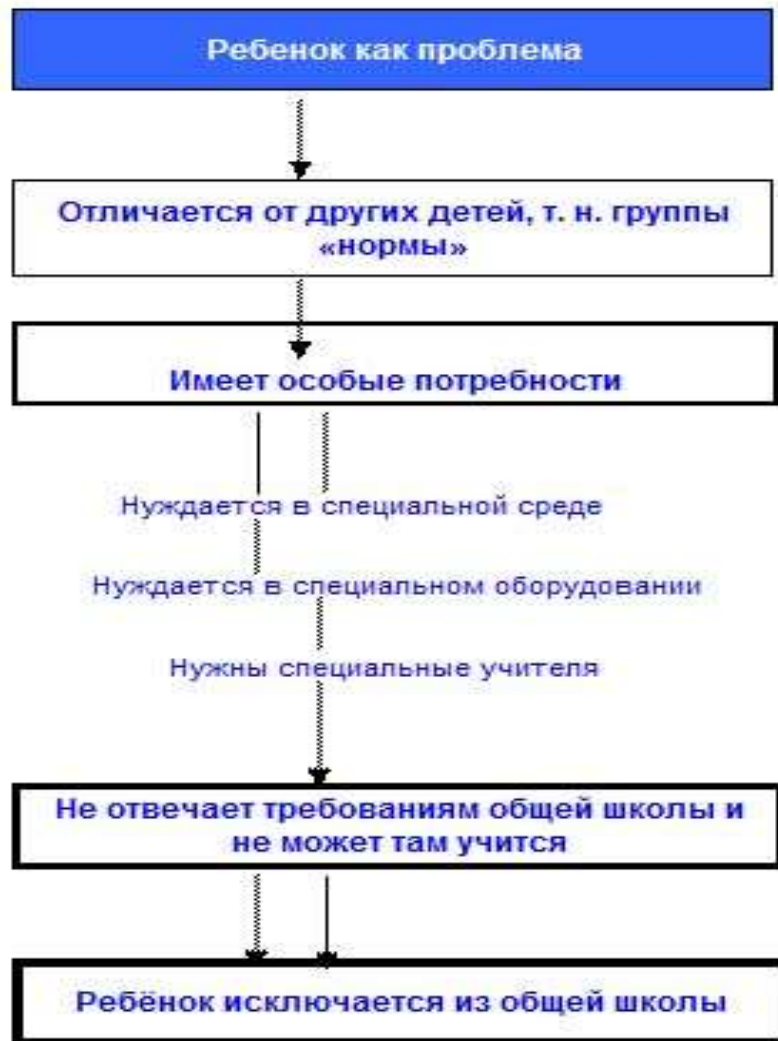 Ребенок как проблема
Отличается от других детей, т. н. группы
«нормы»
Имеет особые потребности
Нуждается в специальной среде
Нуждается в специальном оборудовании
Нужны специальные учителя
Не отвечает требованиям общей школы и
не может там учится
Ребёнок исключается из общей школы